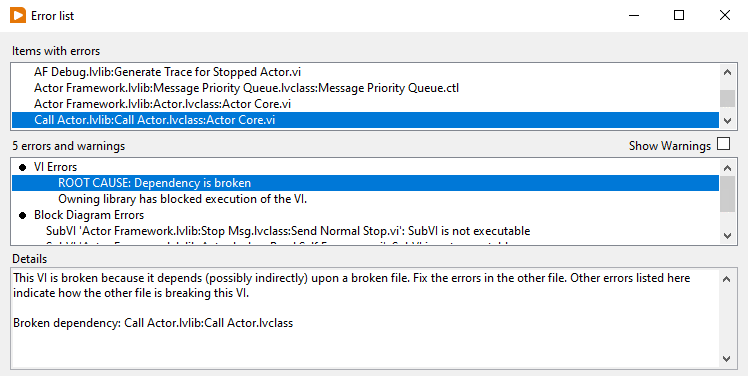 Error list
Items with errors
AF Debug.lvlib:Generate Trace for Stopped Actor.vi
Actor Framework.lvlib:Message Priority Queue.lvclass:Message Priority Queue.ctl
Actor Framework.lvlib:Actor.lvclass:Actor Core.vi
Call Actor.lvlib:Call Actor.lvclass:Actor Core.vi
5 errors and warnings Show Warnings
VI Errors
ROOT CAUSE: Dependency is broken
Owning library has blocked execution of the VI.
Block Diagram Errors
SubVI 'Actor Framework.lvlib:Stop Msg.lvclass:Send Normal Stop.vi': SubVI is not executable
Details
This VI is broken because it depends (possibly indirectly) upon a broken file. Fix the errors in the other file. Other errors listed here
indicate how the other file is breaking this VI.
Broken dependency: Call Actor.lvlib:Call Actor.lvclass